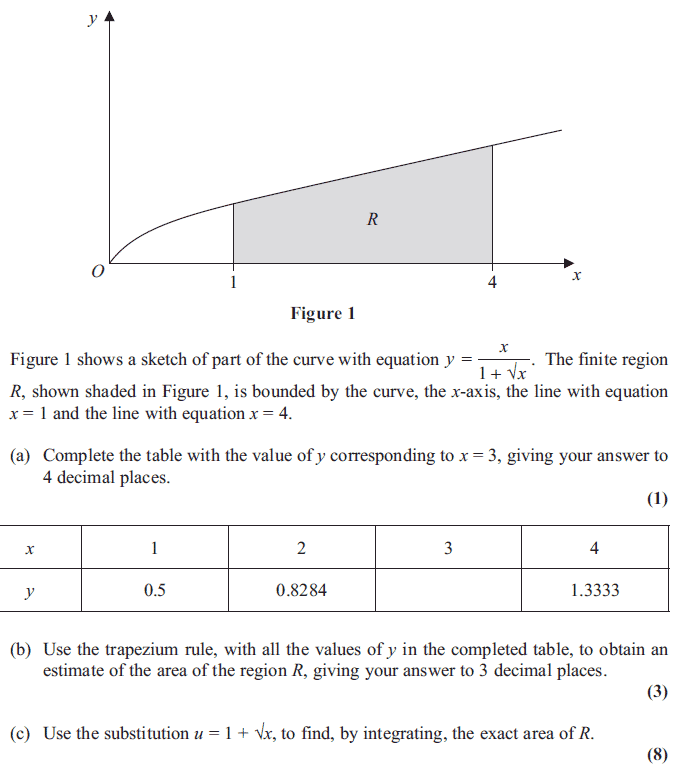 y
R
O
1
4
x
Figure 1
Figure 1 shows a sketch of part of the curve with equation y = x / (1 + √x). The finite region
R, shown shaded in Figure 1, is bounded by the curve, the x-axis, the line with equation
x = 1 and the line with equation x = 4.
(a) Complete the table with the value of y corresponding to x = 3, giving your answer to
4 decimal places.
(1)
x 1 2 3 4
y 0.5 0.8284 1.3333
(b) Use the trapezium rule, with all the values of y in the completed table, to obtain an
estimate of the area of the region R, giving your answer to 3 decimal places.
(3)
(c) Use the substitution u = 1 + √x, to find, by integrating, the exact area of R.
(8)